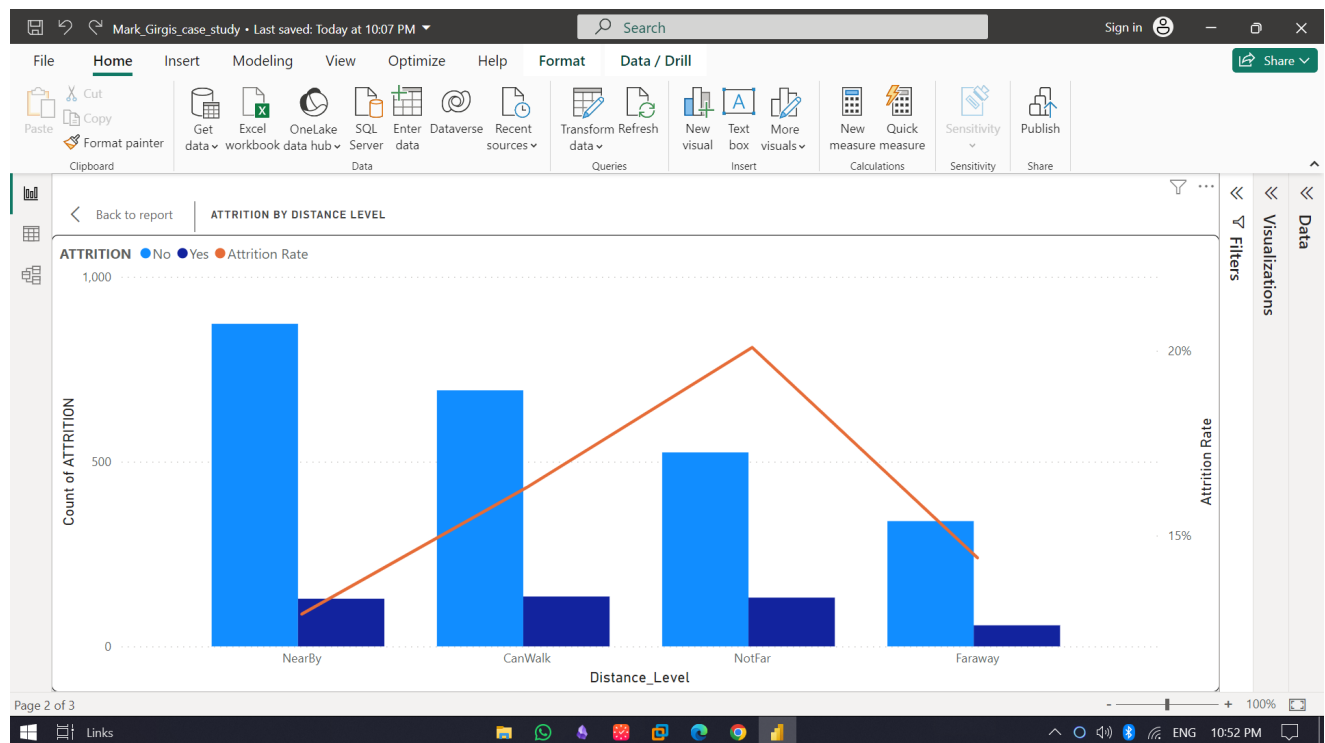 Mark_Girgis_case_study • Last saved: Today at 10:07 PM
Search
Sign in
File Home Insert Modeling View Optimize Help Format Data / Drill
Share
Paste
Cut
Copy
Format painter
Clipboard
Get data
Excel workbook
OneLake data hub
SQL Server
Enter data
Dataverse
Recent sources
Data
Transform data
Refresh
Queries
New visual
Text box
More visuals
Insert
New measure
Quick measure
Calculations
Sensitivity
Sensitivity
Publish
Share
Back to report
ATTRITION BY DISTANCE LEVEL
ATTRITION No Yes Attrition Rate
1,000
500
0
Count of ATTRITION
20%
15%
Attrition Rate
NearBy CanWalk NotFar Faraway
Distance_Level
Filters
Visualizations
Data
Page 2 of 3
- + 100%
Links
ENG 10:52 PM